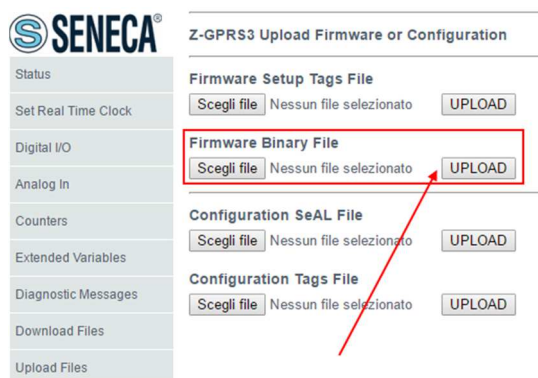 SENECA®
Status
Set Real Time Clock
Digital I/O
Analog In
Counters
Extended Variables
Diagnostic Messages
Download Files
Upload Files
Z-GPRS3 Upload Firmware or Configuration
Firmware Setup Tags File
Scegli file Nessun file selezionato UPLOAD
Firmware Binary File
Scegli file Nessun file selezionato UPLOAD
Configuration SeAL File
Scegli file Nessun file selezionato UPLOAD
Configuration Tags File
Scegli file Nessun file selezionato UPLOAD